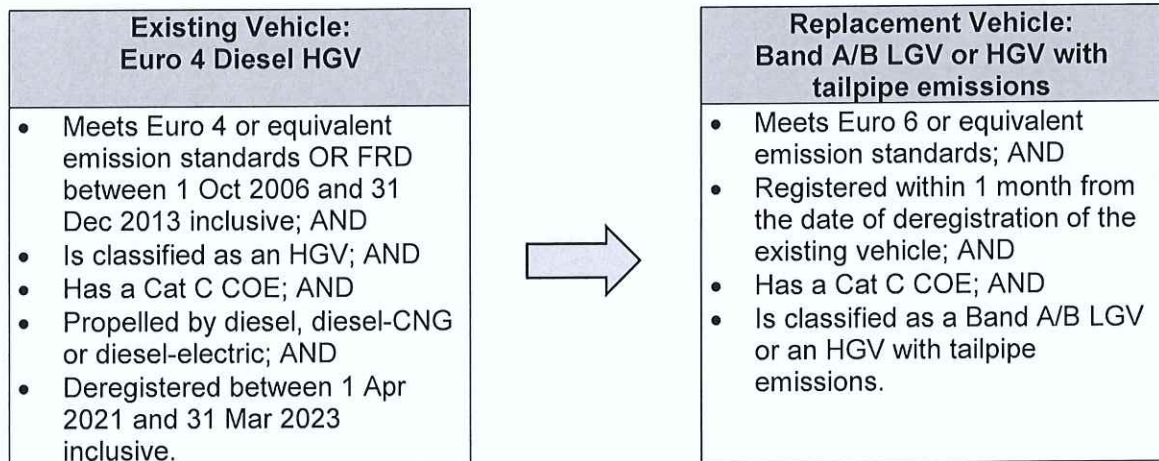 Existing Vehicle:
Euro 4 Diesel HGV
• Meets Euro 4 or equivalent
emission standards OR FRD
between 1 Oct 2006 and 31
Dec 2013 inclusive; AND
• Is classified as an HGV; AND
• Has a Cat C COE; AND
• Propelled by diesel, diesel-CNG
or diesel-electric; AND
• Deregistered between 1 Apr
2021 and 31 Mar 2023
inclusive.
Replacement Vehicle:
Band A/B LGV or HGV with
tailpipe emissions
• Meets Euro 6 or equivalent
emission standards; AND
• Registered within 1 month from
the date of deregistration of the
existing vehicle; AND
• Has a Cat C COE; AND
• Is classified as a Band A/B LGV
or an HGV with tailpipe
emissions.